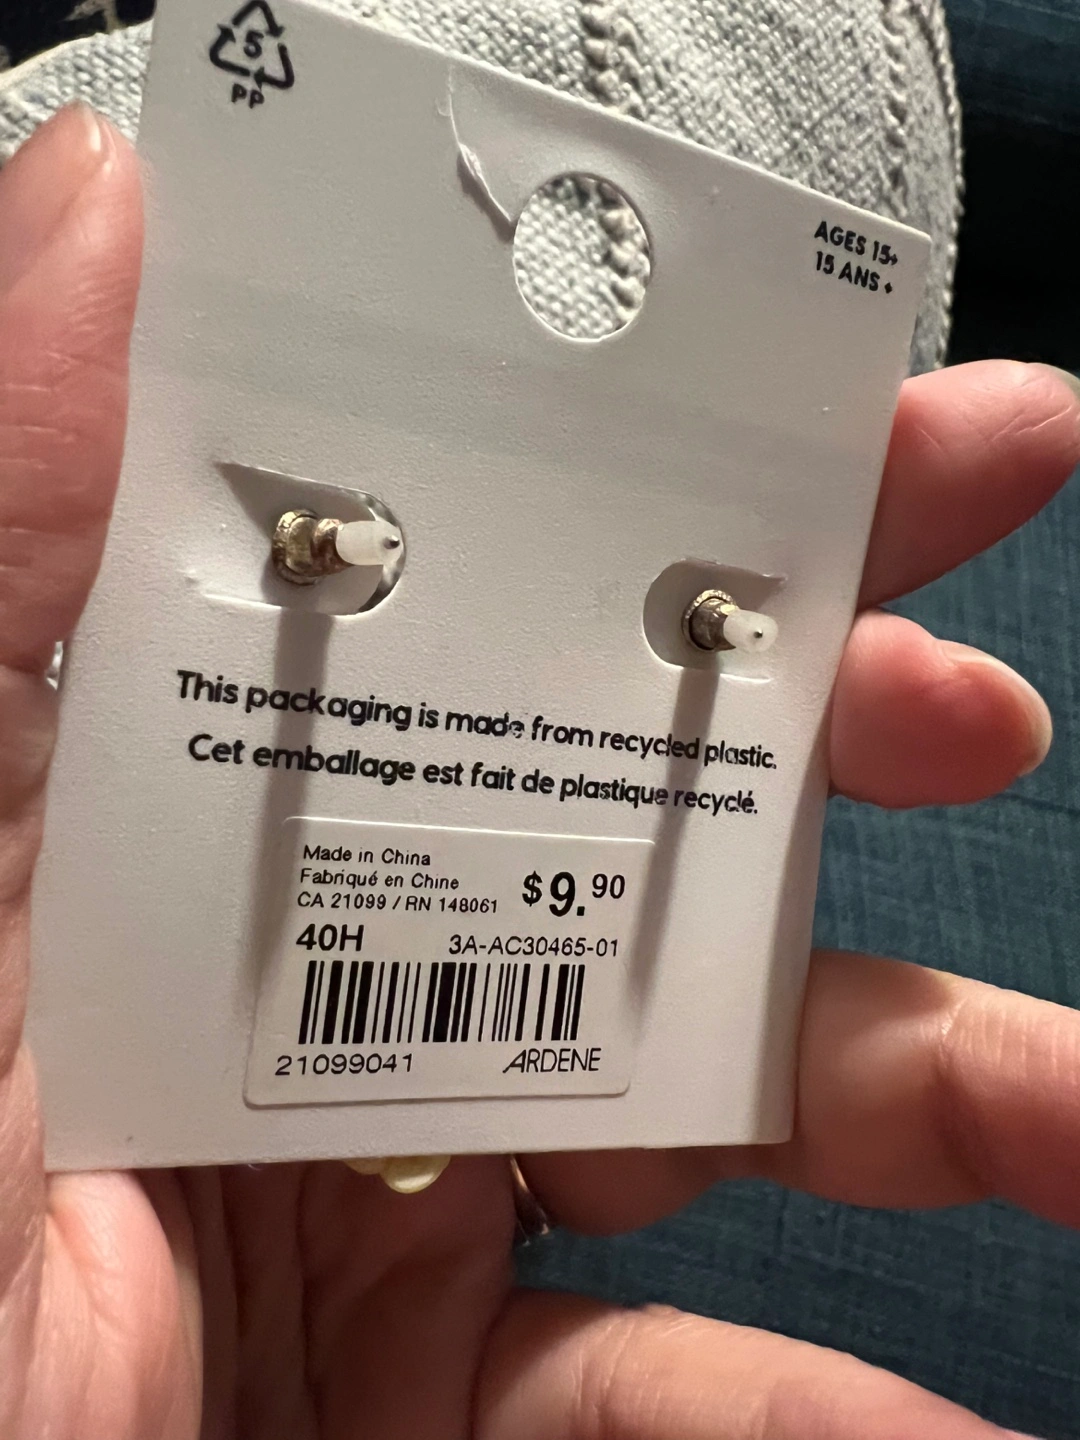 5
PP
AGES 15+
15 ANS +
This packaging is made from recycled plastic.
Cet emballage est fait de plastique recyclé.
Made in China
Fabriqué en Chine
CA 21099 / RN 148061
$9.90
40H
3A-AC30465-01
21099041
ARDENE